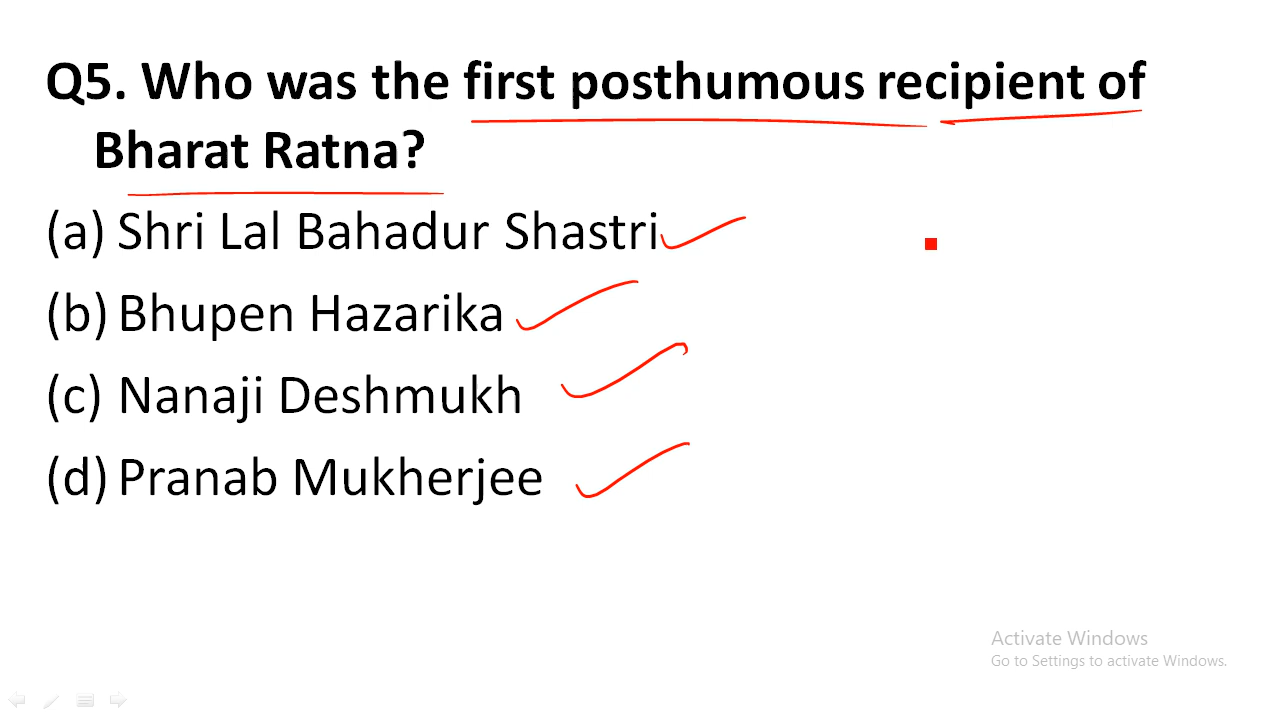 Q5. Who was the first posthumous recipient of
Bharat Ratna?
(a) Shri Lal Bahadur Shastri
(b) Bhupen Hazarika
(c) Nanaji Deshmukh
(d) Pranab Mukherjee
Activate Windows
Go to Settings to activate Windows.